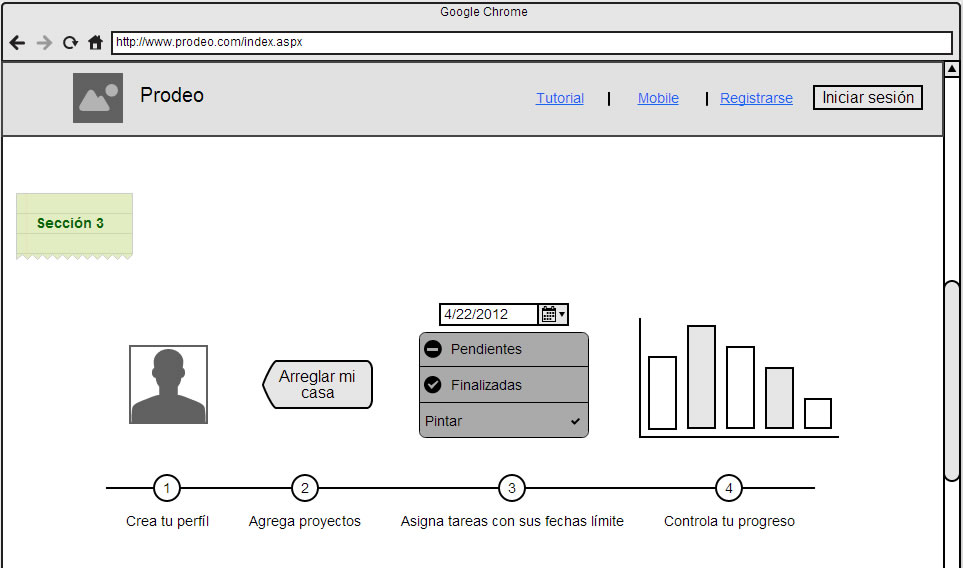 Google Chrome
http://www.prodeo.com/index.aspx
Prodeo
Tutorial
Mobile
Registrarse
Iniciar sesión
Sección 3
4/22/2012
Pendientes
Finalizadas
Pintar
Arreglar mi
casa
1
2
3
4
Crea tu perfíl
Agrega proyectos
Asigna tareas con sus fechas límite
Controla tu progreso